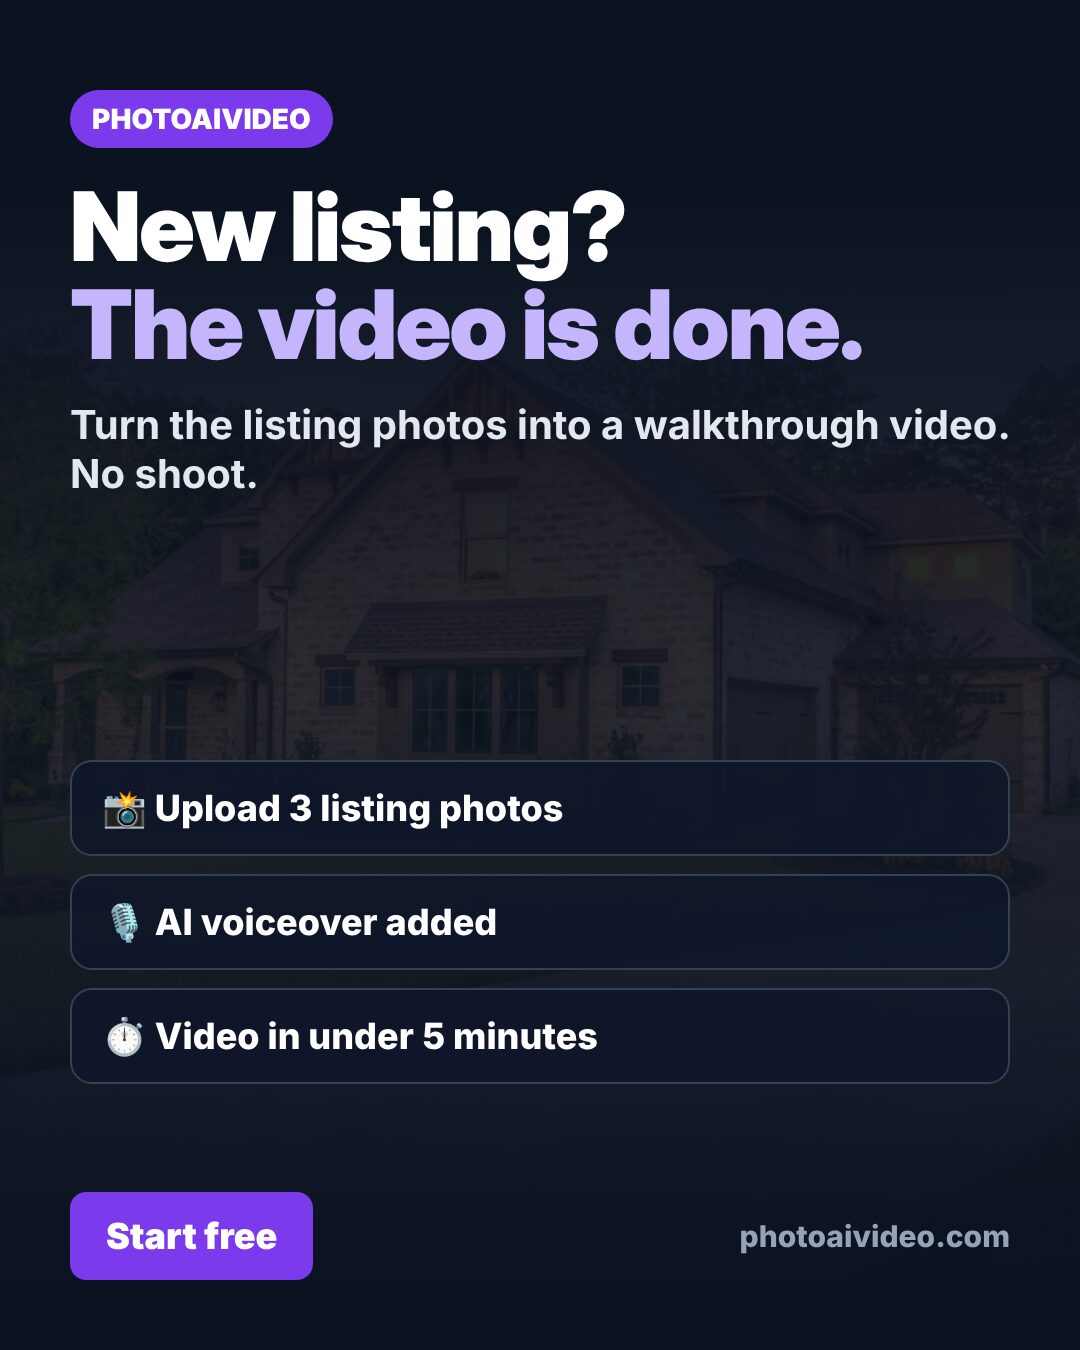 PHOTOAIVIDEO
New listing?
The video is done.
Turn the listing photos into a walkthrough video.
No shoot.
📸 Upload 3 listing photos
🎙️ AI voiceover added
⏱️ Video in under 5 minutes
Start free
photoaivideo.com